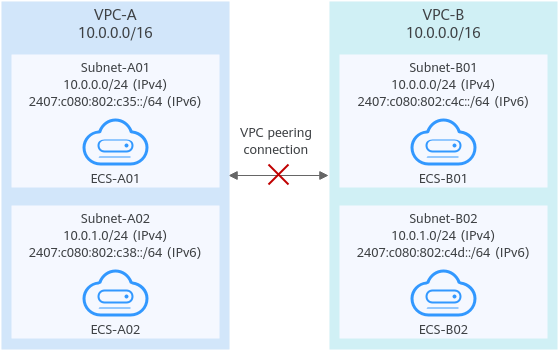 VPC-A
10.0.0.0/16
Subnet-A01
10.0.0.0/24 (IPv4)
2407:c080:802:c35::/64 (IPv6)
ECS-A01
Subnet-A02
10.0.1.0/24 (IPv4)
2407:c080:802:c38::/64 (IPv6)
ECS-A02
VPC peering
connection
VPC-B
10.0.0.0/16
Subnet-B01
10.0.0.0/24 (IPv4)
2407:c080:802:c4c::/64 (IPv6)
ECS-B01
Subnet-B02
10.0.1.0/24 (IPv4)
2407:c080:802:c4d::/64 (IPv6)
ECS-B02